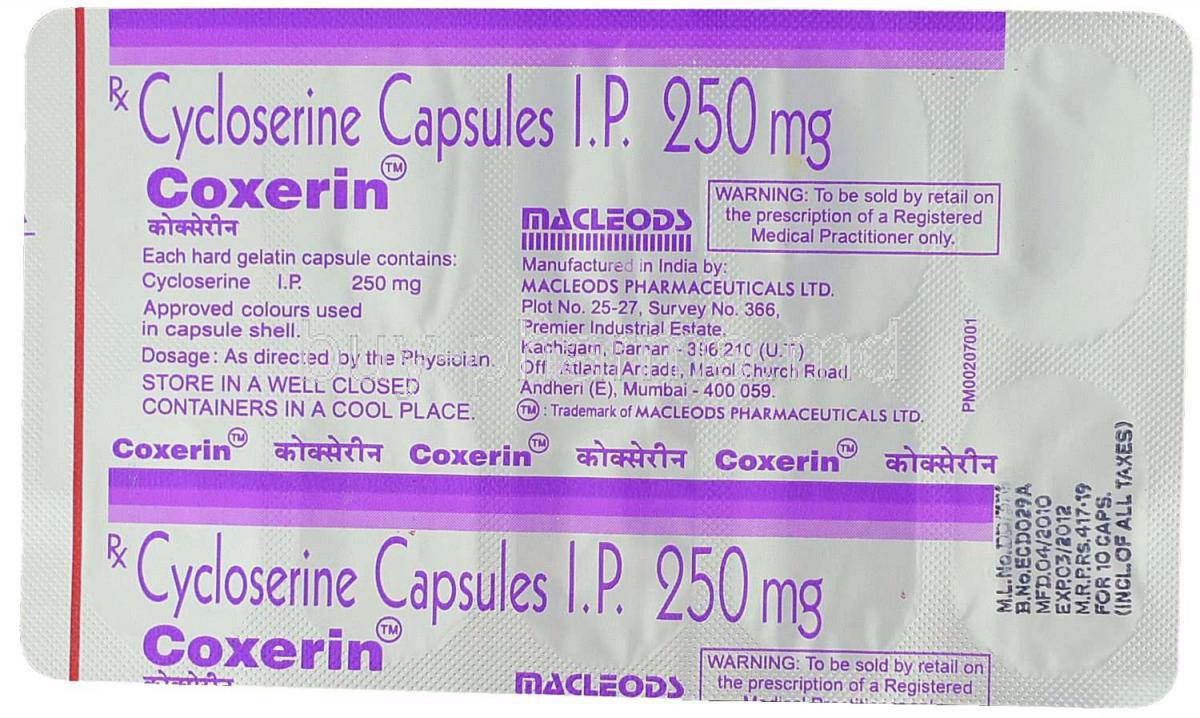 Rx Cycloserine Capsules I.P. 250 mg
Coxerin™
कोक्सेरीन
Each hard gelatin capsule contains:
Cycloserine I.P. 250 mg
Approved colours used
in capsule shell.
Dosage: As directed by the Physician.
STORE IN A WELL CLOSED
CONTAINERS IN A COOL PLACE.
MACLEODS
Manufactured in India by:
MACLEODS PHARMACEUTICALS LTD.
Plot No. 25-27, Survey No. 366,
Premier Industrial Estate,
Kachigam, Daman - 396 210 (U.T)
Off. Atlanta Arcade, Marol Church Road,
Andheri (E), Mumbai - 400 059.
TM : Trademark of MACLEODS PHARMACEUTICALS LTD.
WARNING: To be sold by retail on
the prescription of a Registered
Medical Practitioner only.
PM00207001
buy-pharma.md
Coxerin™ कोक्सेरीन Coxerin™ कोक्सेरीन Coxerin™ कोक्सेरीन
M.L.No.
B.No.ECD029A
MFD.04/2010
EXP.03/2012
M.R.P.Rs.417.19
FOR 10 CAPS.
(INCL.OF ALL TAXES)
Rx Cycloserine Capsules I.P. 250 mg
Coxerin™
कोक्सेरीन
MACLEODS
WARNING: To be sold by retail on
the prescription of a Registered